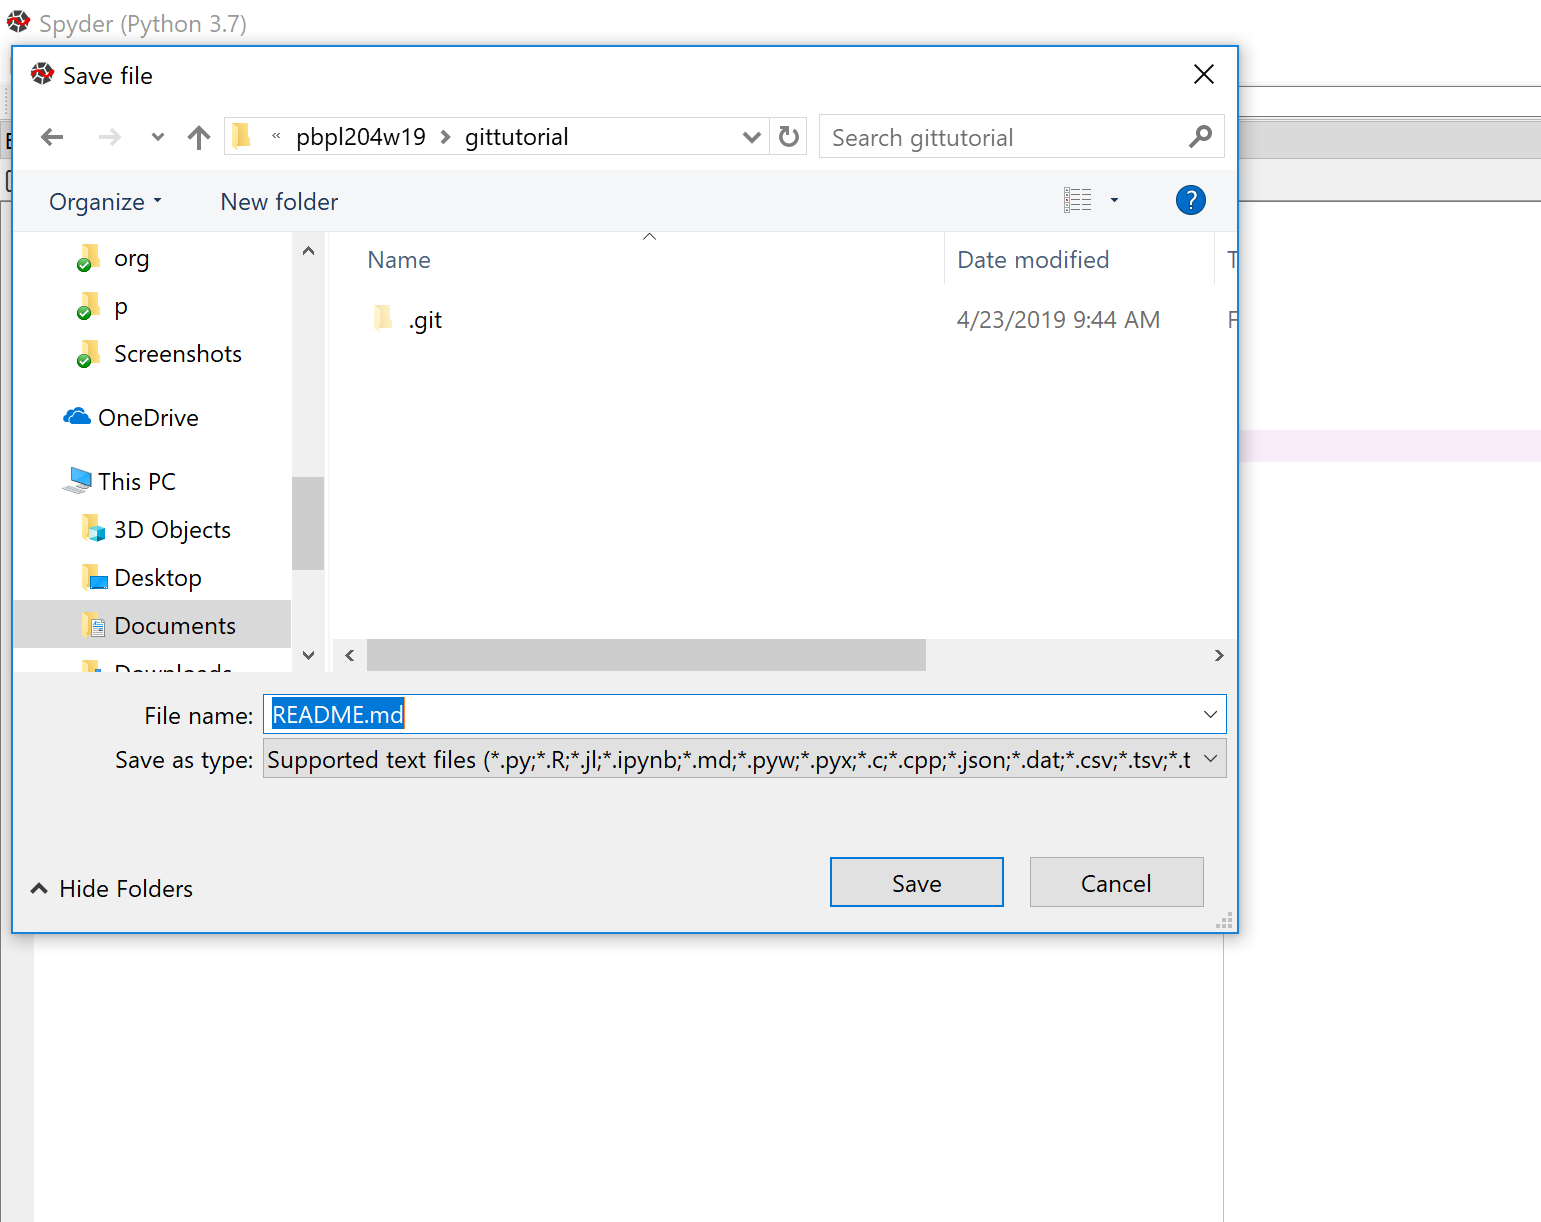 Spyder (Python 3.7)
Save file
« pbpl204w19 > gittutorial
Search gittutorial
Organize
New folder
?
Name
Date modified
T
org
.git
4/23/2019 9:44 AM
F
p
Screenshots
OneDrive
This PC
3D Objects
Desktop
Documents
Downloads
File name: README.md
Save as type: Supported text files (*.py;*.R;*.jl;*.ipynb;*.md;*.pyw;*.pyx;*.c;*.cpp;*.json;*.dat;*.csv;*.tsv;*.t
Hide Folders
Save
Cancel